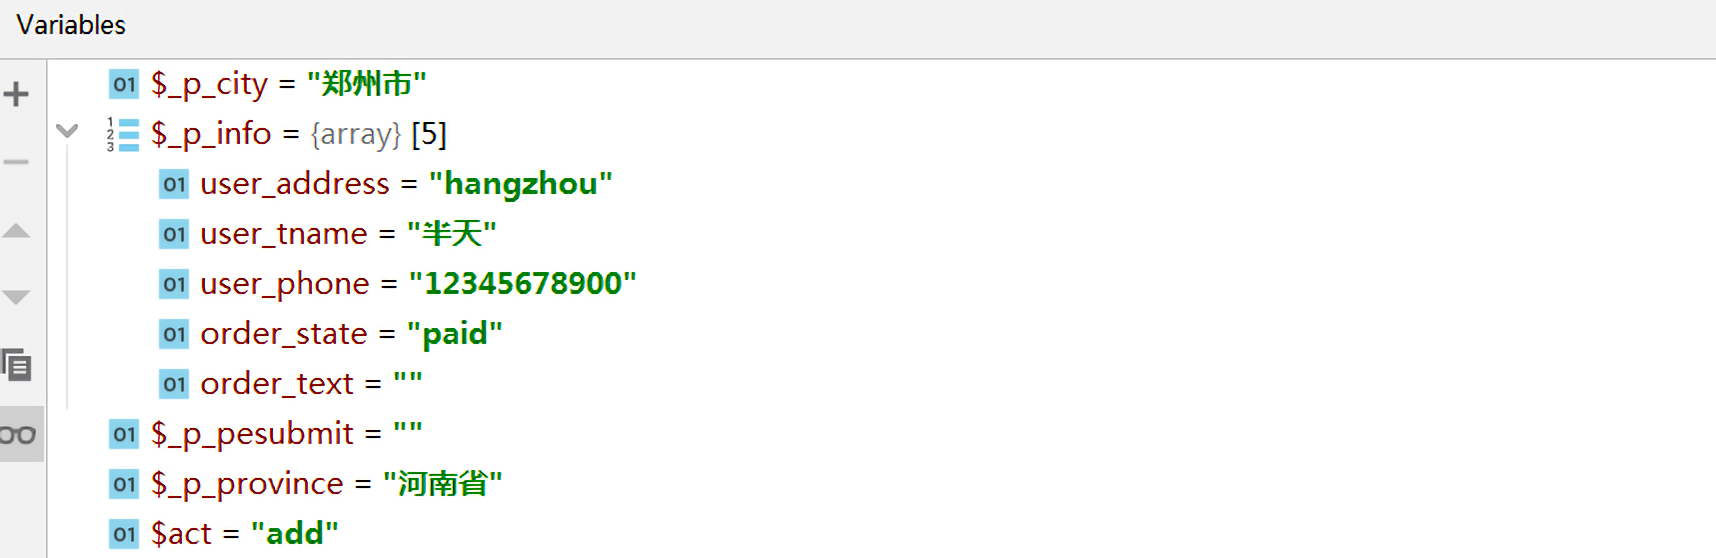 Variables
01 $_p_city = "郑州市"
123 $_p_info = {array} [5]
01 user_address = "hangzhou"
01 user_tname = "半天"
01 user_phone = "12345678900"
01 order_state = "paid"
01 order_text = ""
01 $_p_pesubmit = ""
01 $_p_province = "河南省"
01 $act = "add"